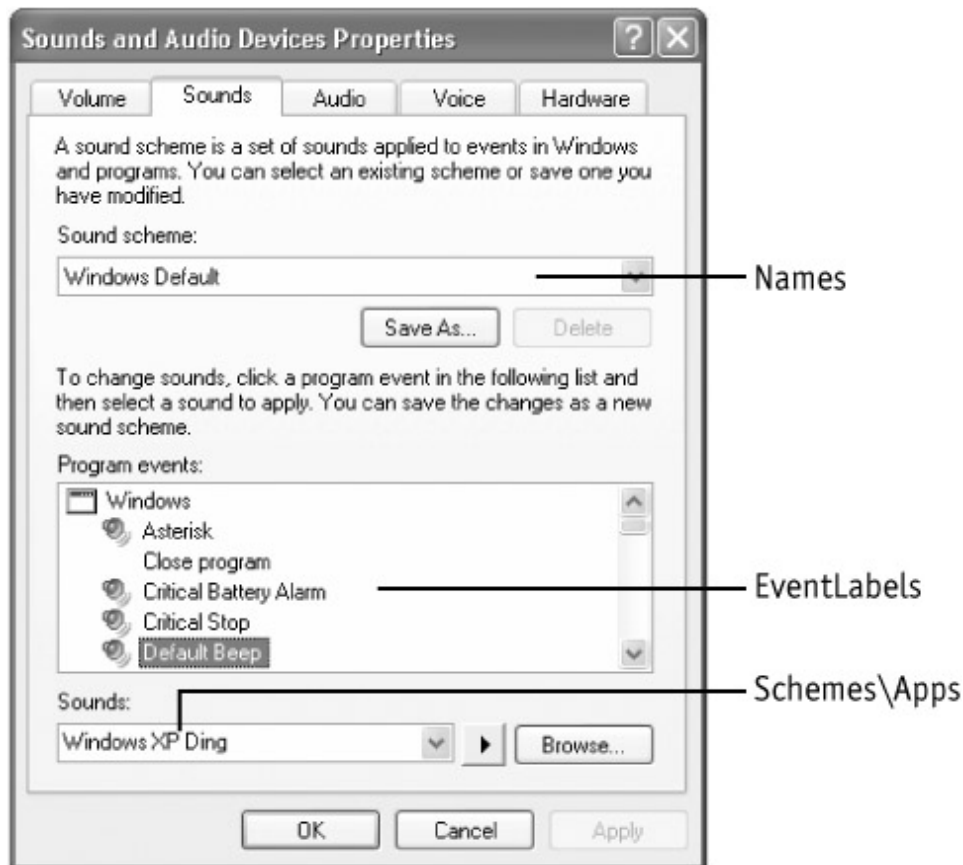 Sounds and Audio Devices Properties
Volume
Sounds
Audio
Voice
Hardware
A sound scheme is a set of sounds applied to events in Windows
and programs. You can select an existing scheme or save one you
have modified.
Sound scheme:
Windows Default
Names
Save As...
Delete
To change sounds, click a program event in the following list and
then select a sound to apply. You can save the changes as a new
sound scheme.
Program events:
Windows
Asterisk
Close program
Critical Battery Alarm
EventLabels
Critical Stop
Default Beep
Sounds:
Schemes\Apps
Windows XP Ding
Browse...
OK
Cancel
Apply